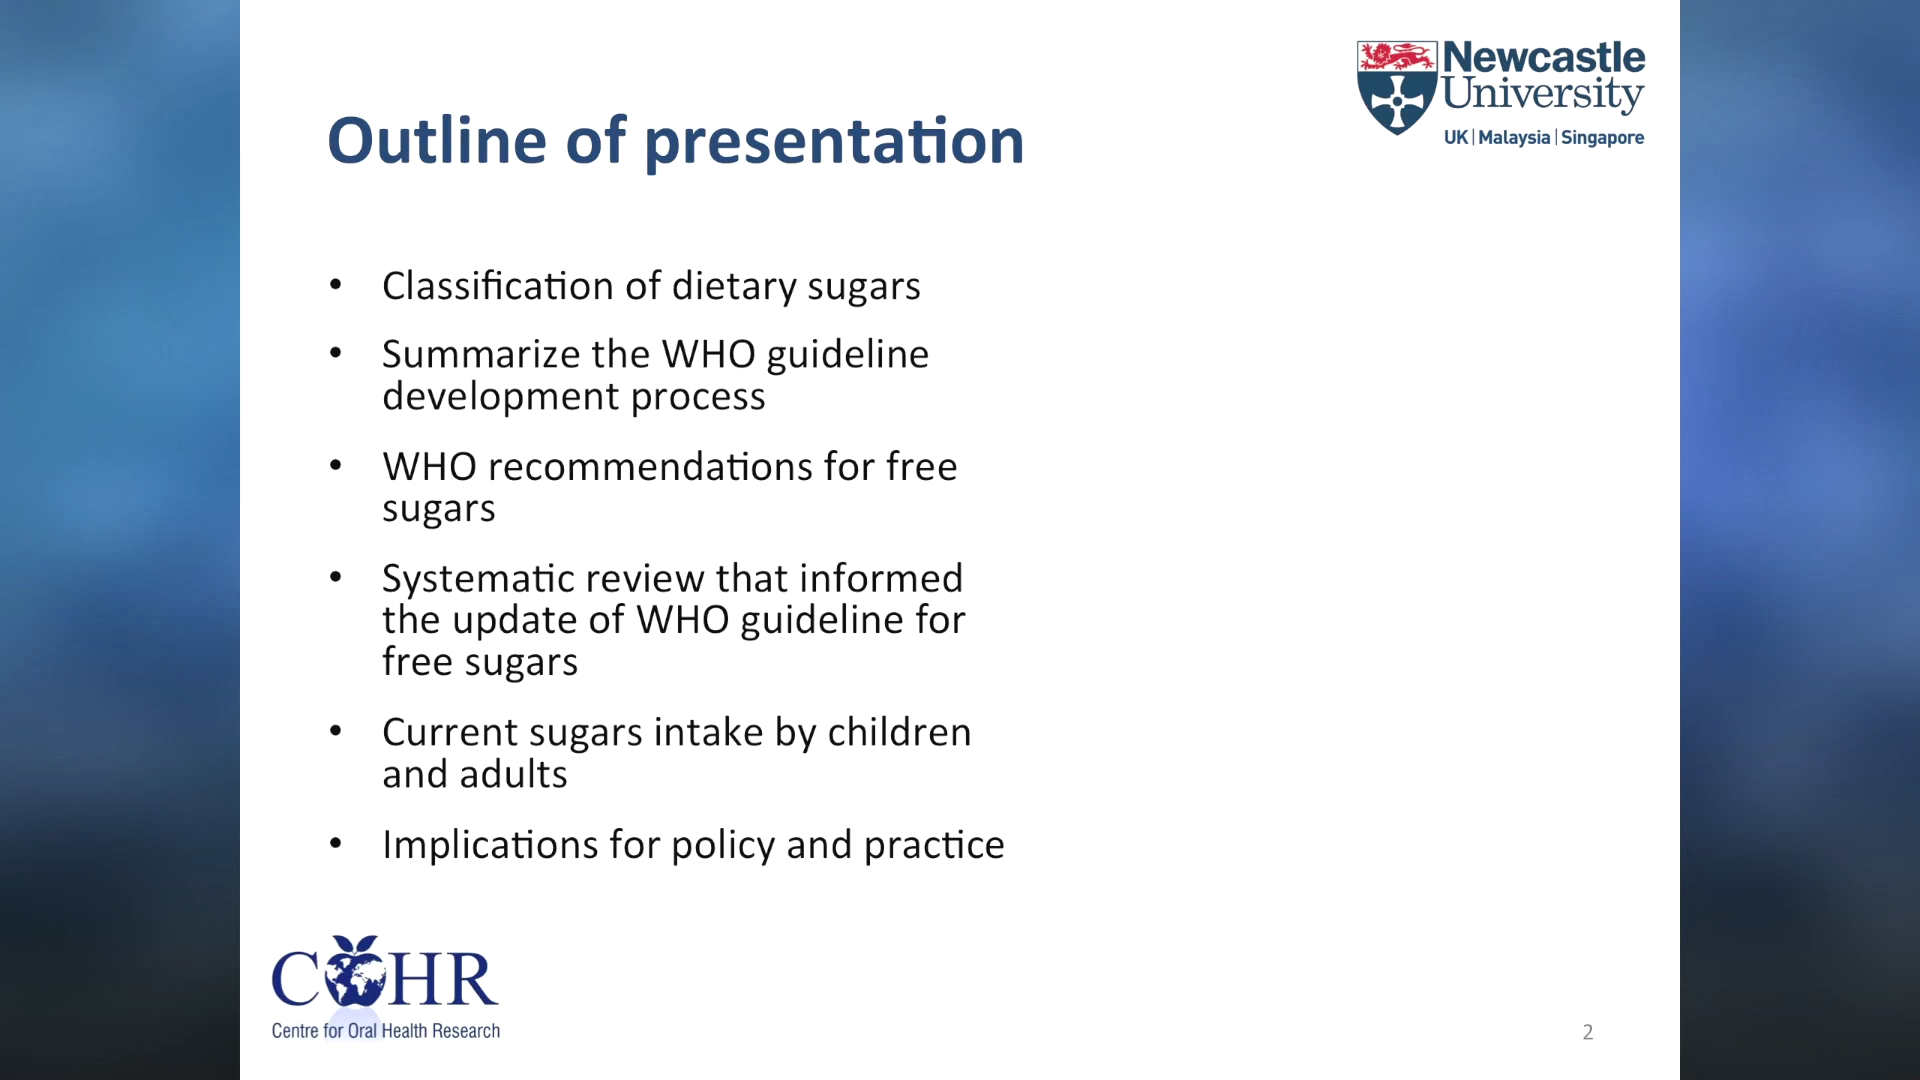 Newcastle
University
UK | Malaysia | Singapore
Outline of presentation
• Classification of dietary sugars
• Summarize the WHO guideline
development process
• WHO recommendations for free
sugars
• Systematic review that informed
the update of WHO guideline for
free sugars
• Current sugars intake by children
and adults
• Implications for policy and practice
COHR
Centre for Oral Health Research
2